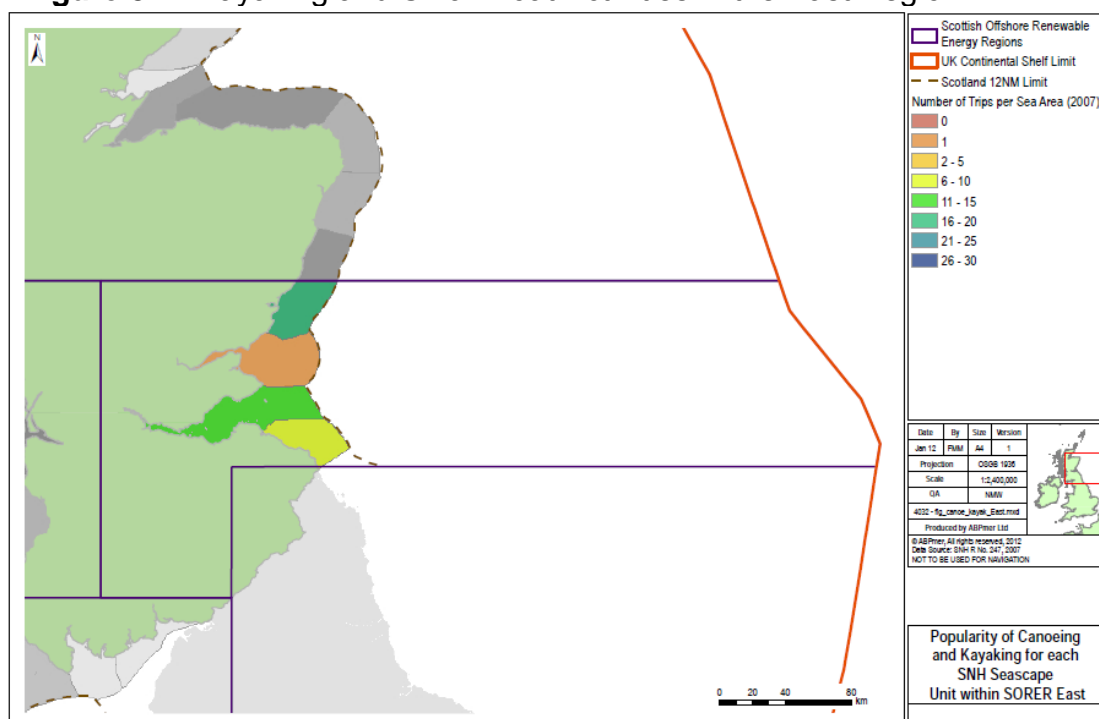 N
Scottish Offshore Renewable
Energy Regions
UK Continental Shelf Limit
Scotland 12NM Limit
Number of Trips per Sea Area (2007)
0
1
2 - 5
6 - 10
11 - 15
16 - 20
21 - 25
26 - 30
Date By Size Version
Jan 12 FMM A4 1
Projection OSGB 1936
Scale 1:2,400,000
QA NMW
4032 - fig_canoe_kayak_East.mxd
Produced by ABPmer Ltd
© ABPmer, All rights reserved, 2012
Data Source: SNH R No. 247, 2007
NOT TO BE USED FOR NAVIGATION
0 20 40 60
km
Popularity of Canoeing
and Kayaking for each
SNH Seascape
Unit within SORER East